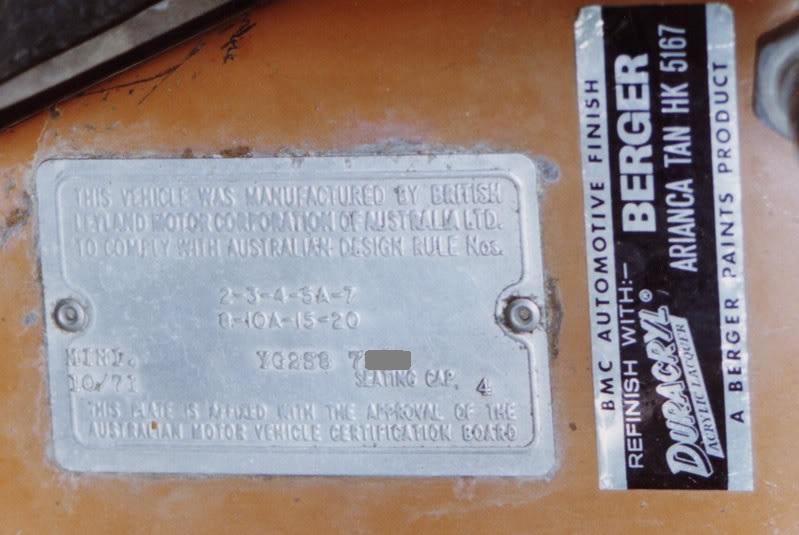 THIS VEHICLE WAS MANUFACTURED BY BRITISH
LEYLAND MOTOR CORPORATION OF AUSTRALIA LTD.
TO COMPLY WITH AUSTRALIAN DESIGN RULE Nos.
2-3-4-5A-7
8-10A-15-20
MINI. YG2S8 7
10/71 SEATING CAP. 4
THIS PLATE IS AFFIXED WITH THE APPROVAL OF THE
AUSTRALIAN MOTOR VEHICLE CERTIFICATION BOARD
BMC AUTOMOTIVE FINISH
REFINISH WITH:- BERGER
DURACRYL® ARIANCA TAN HK 5167
ACRYLIC LACQUER
A BERGER PAINTS PRODUCT